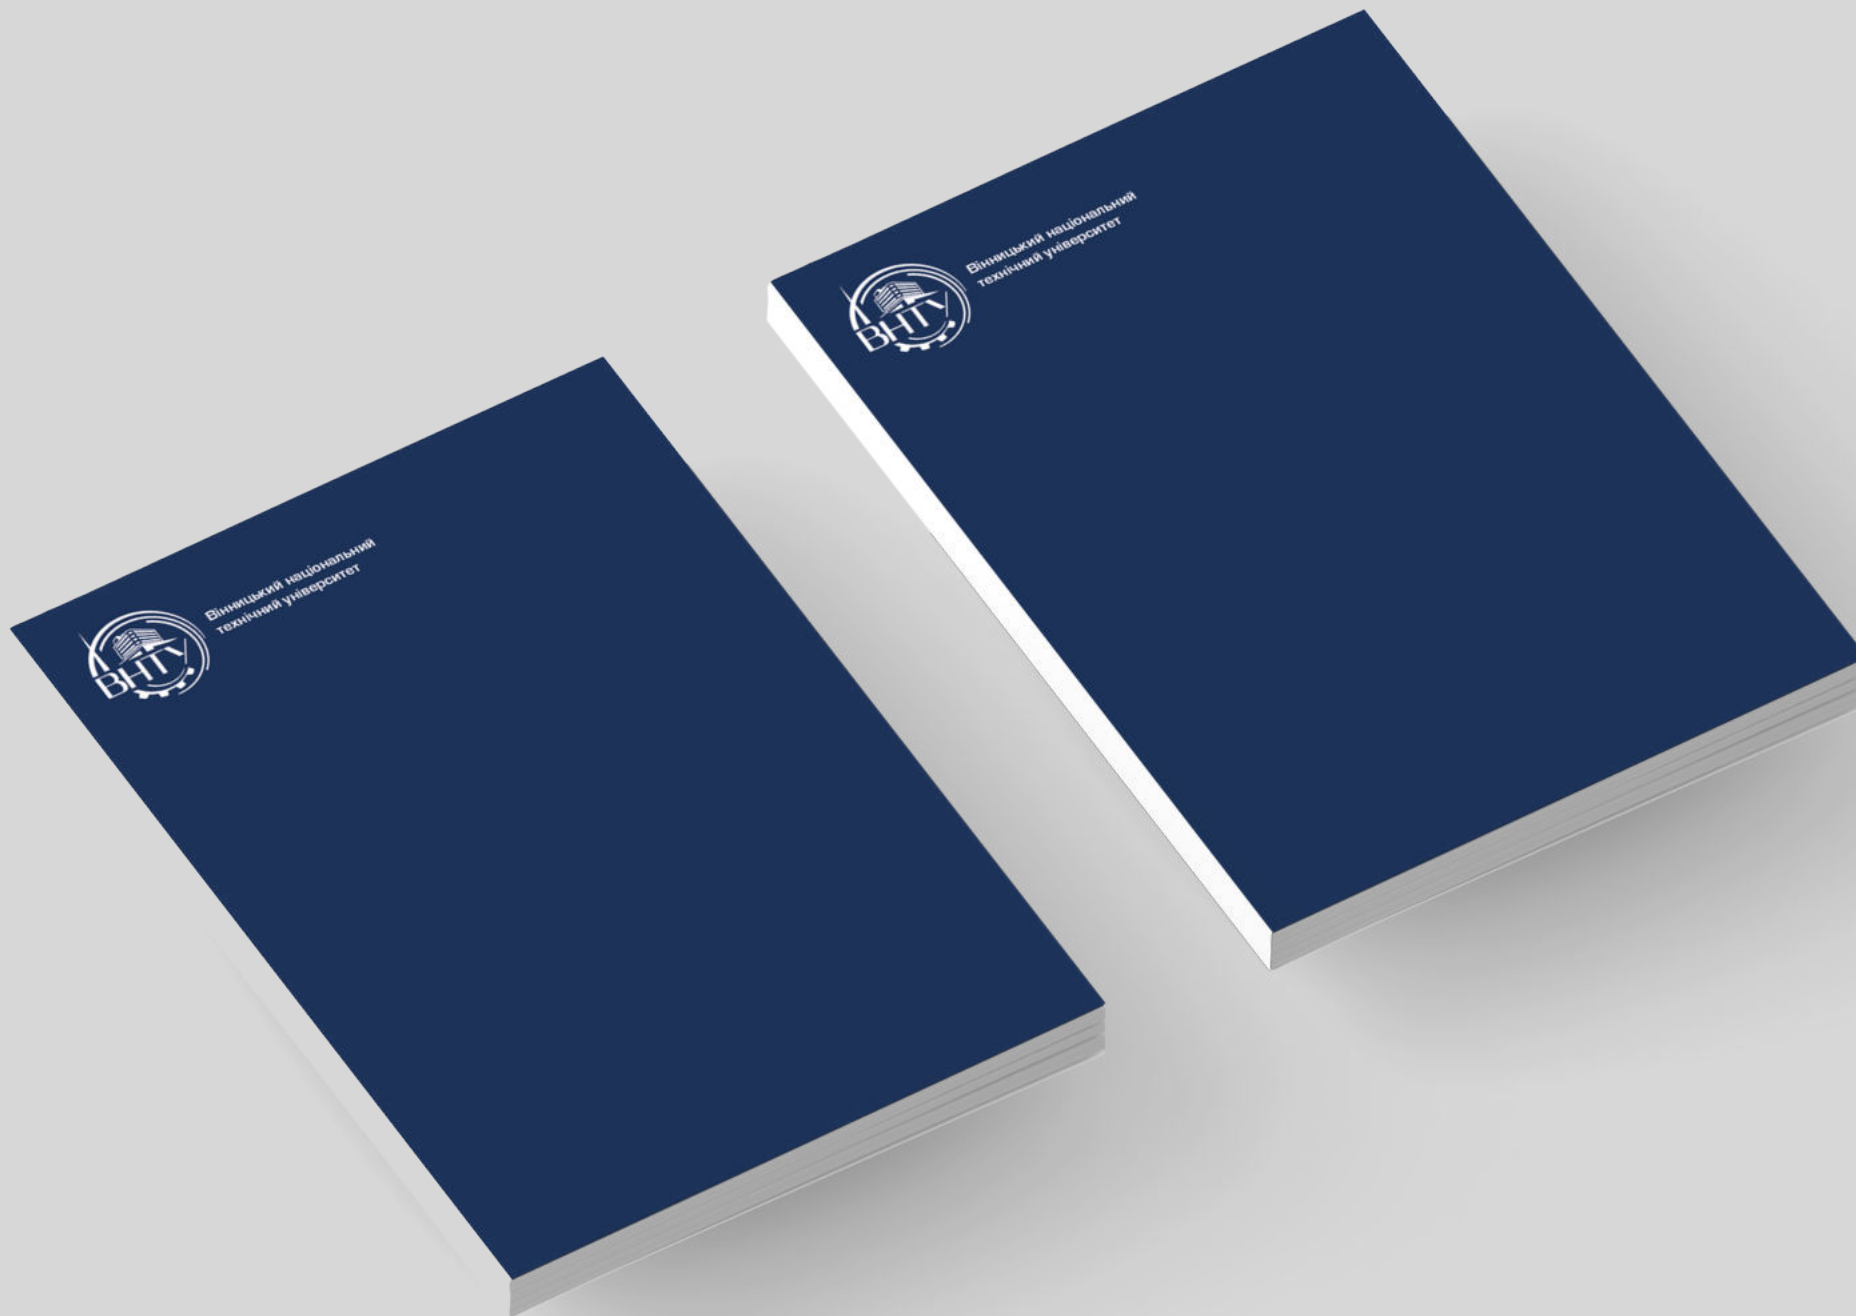 ВНТУ
Вінницький національний
технічний університет
ВНТУ
Вінницький національний
технічний університет